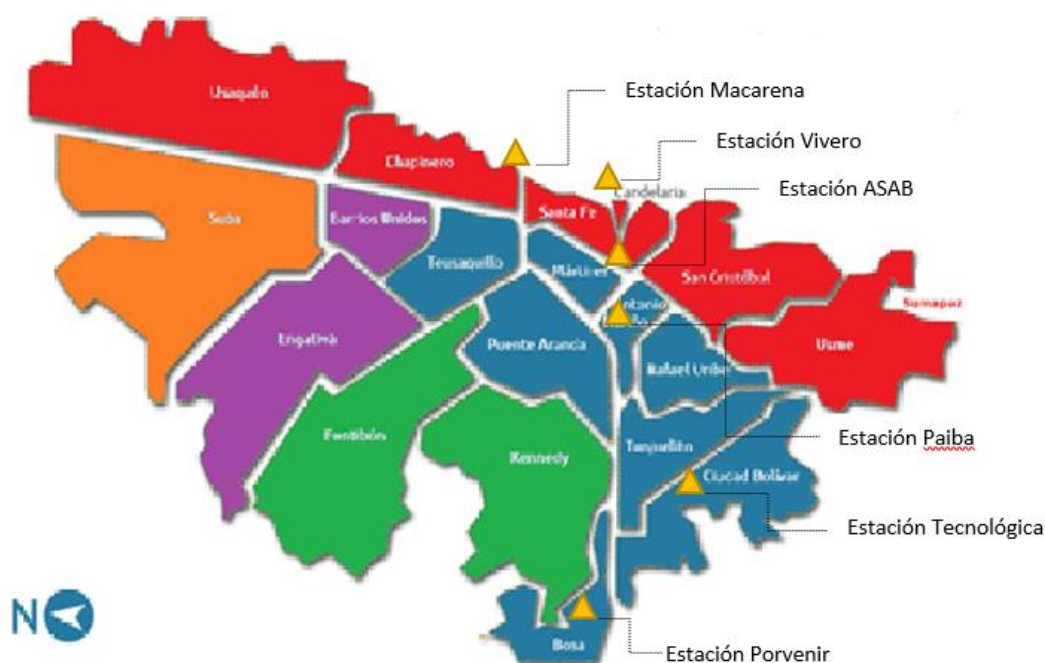 Estación Macarena
Usaquén
Estación Vivero
Chapinero
Estación ASAB
Candelaria
Santa Fe
Suba
Barrios Unidos
Teusaquillo
Mártires
San Cristóbal
Antonio
Sumapaz
Engativá
Puente Aranda
Usme
Rafael Uribe
Fontibón
Estación Paiba
Kennedy
Tunjuelito
Ciudad Bolívar
Estación Tecnológica
N
Bosa
Estación Porvenir